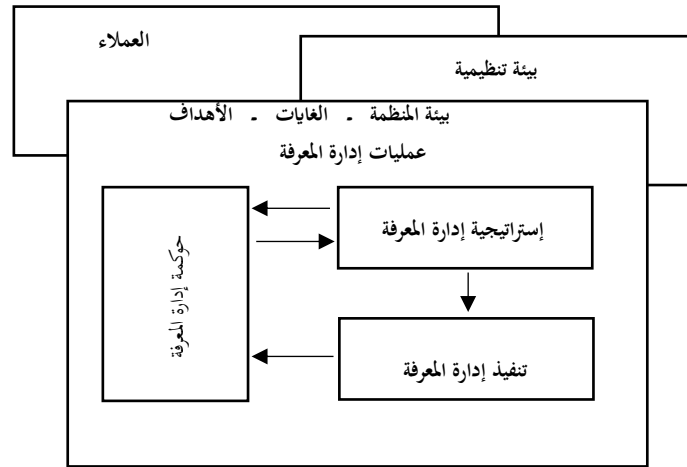 العملاء
بيئة تنظيمية
بيئة المنظمة - الغايات - الأهداف
عمليات إدارة المعرفة
إستراتيجية إدارة المعرفة
حوكمة إدارة المعرفة
تنفيذ إدارة المعرفة